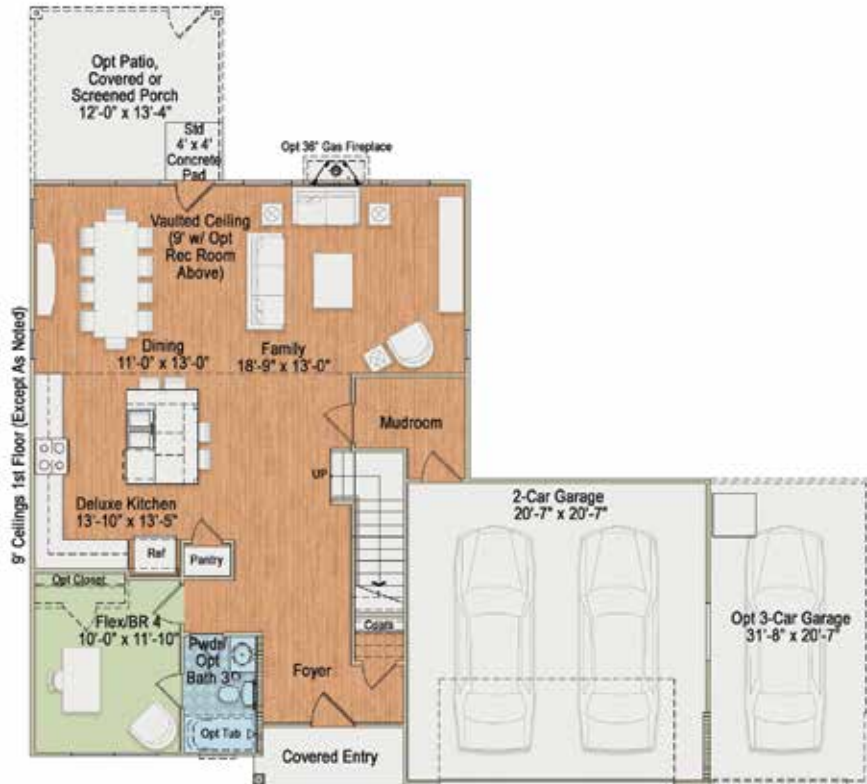 Opt Patio,
Covered or
Screened Porch
12'-0" x 13'-4"
Std
4' x 4'
Concrete
Pad
Opt 36" Gas Fireplace
Vaulted Ceiling
(9' w/ Opt
Rec Room
Above)
Dining
11'-0" x 13'-0"
Family
18'-9" x 13'-0"
9' Ceilings 1st Floor (Except As Noted)
Mudroom
UP
Deluxe Kitchen
13'-10" x 13'-5"
Ref
Pantry
2-Car Garage
20'-7" x 20'-7"
Opt 3-Car Garage
31'-8" x 20'-7"
Opt Closet
Flex/BR 4
10'-0" x 11'-10"
Pwdr/
Opt
Bath 3
Opt Tub
Coats
Foyer
Covered Entry